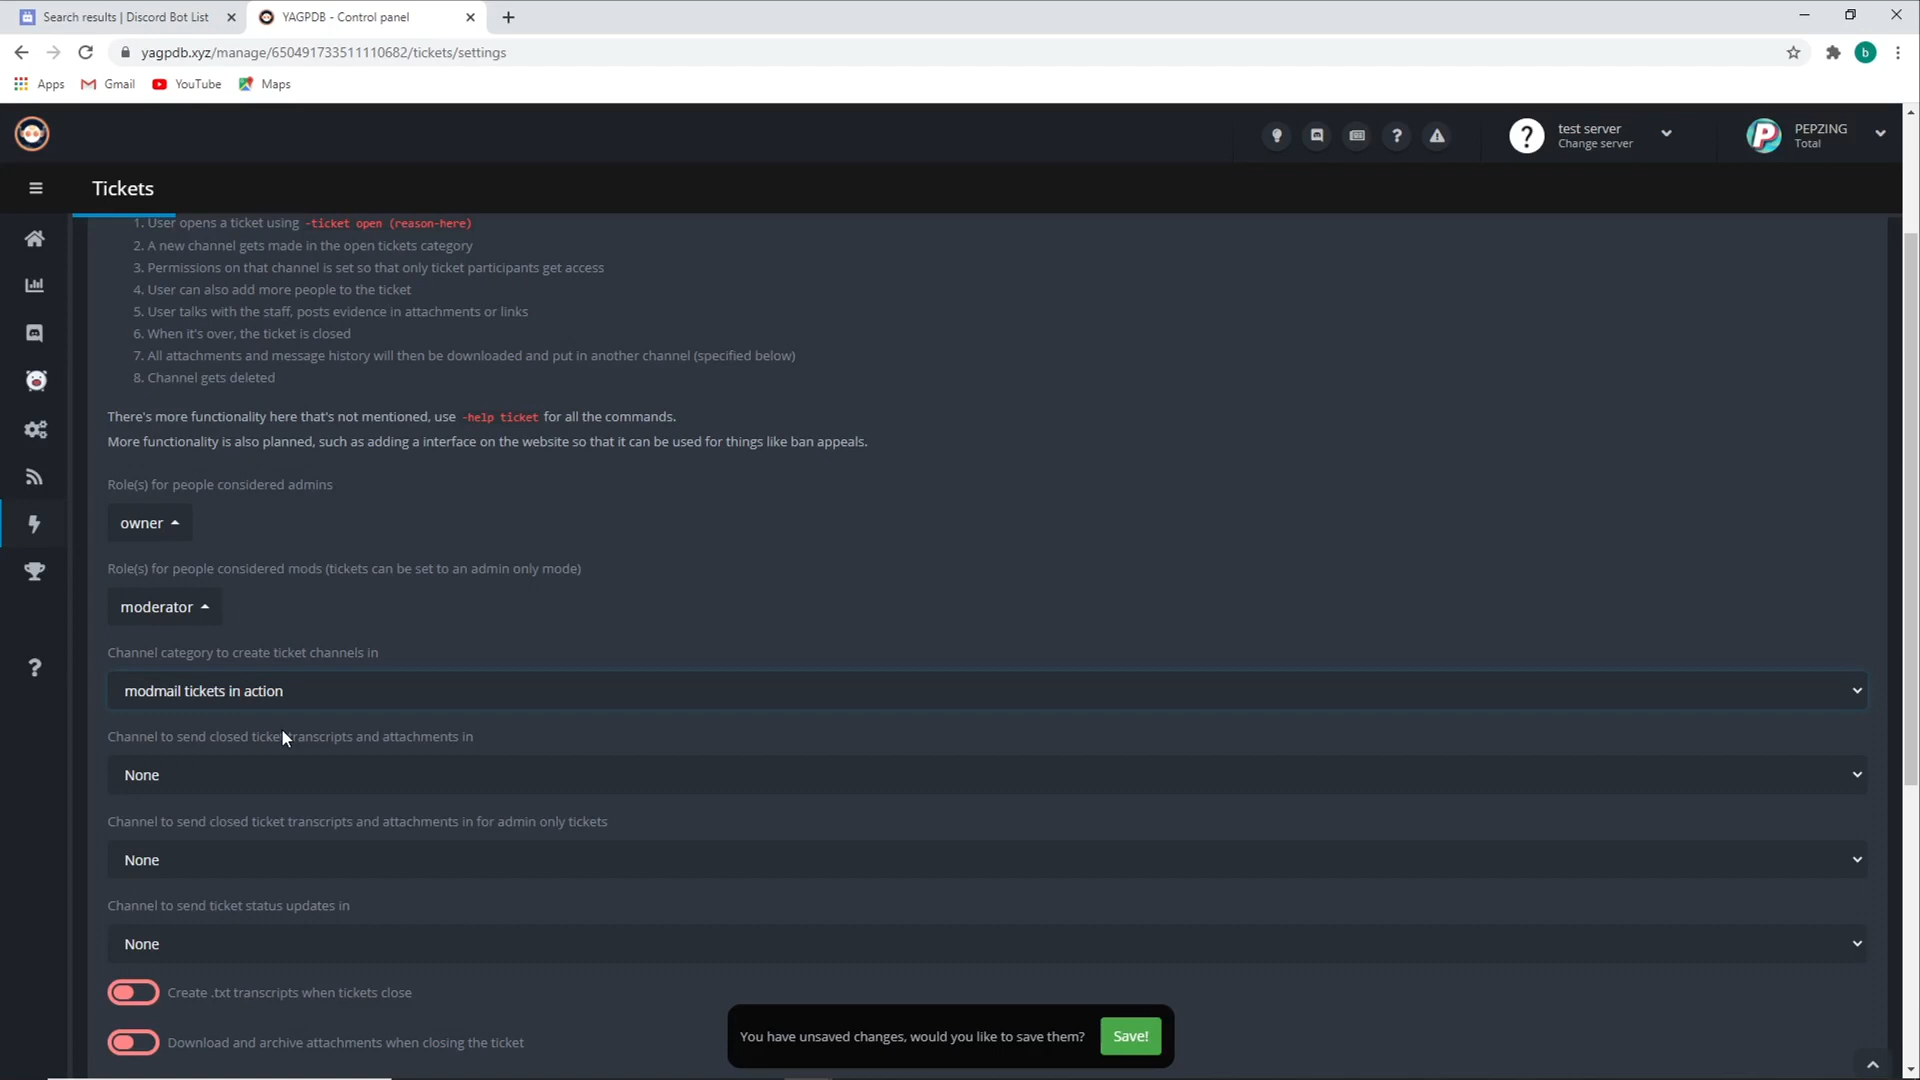 Search results | Discord Bot List
YAGPDB - Control panel
yagpdb.xyz/manage/650491733511110682/tickets/settings
b
Apps
Gmail
YouTube
Maps
test server
Change server
PEPZING
Total
Tickets
1. User opens a ticket using -ticket open (reason-here)
2. A new channel gets made in the open tickets category
3. Permissions on that channel is set so that only ticket participants get access
4. User can also add more people to the ticket
5. User talks with the staff, posts evidence in attachments or links
6. When it's over, the ticket is closed
7. All attachments and message history will then be downloaded and put in another channel (specified below)
8. Channel gets deleted
There's more functionality here that's not mentioned, use -help ticket for all the commands.
More functionality is also planned, such as adding a interface on the website so that it can be used for things like ban appeals.
Role(s) for people considered admins
owner
Role(s) for people considered mods (tickets can be set to an admin only mode)
moderator
Channel category to create ticket channels in
modmail tickets in action
Channel to send closed ticket transcripts and attachments in
None
Channel to send closed ticket transcripts and attachments in for admin only tickets
None
Channel to send ticket status updates in
None
Create .txt transcripts when tickets close
Download and archive attachments when closing the ticket
You have unsaved changes, would you like to save them?
Save!